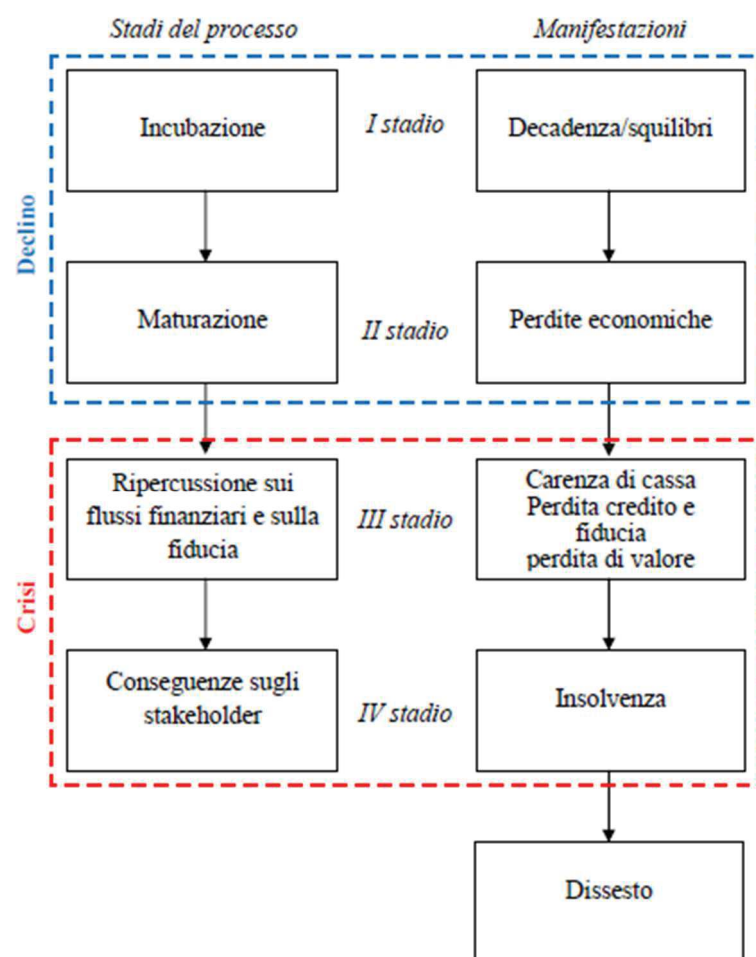 Stadi del processo
Manifestazioni
Declino
Incubazione
I stadio
Decadenza/squilibri
Maturazione
II stadio
Perdite economiche
Crisi
Ripercussione sui
flussi finanziari e sulla
fiducia
III stadio
Carenza di cassa
Perdita credito e
fiducia
perdita di valore
Conseguenze sugli
stakeholder
IV stadio
Insolvenza
Dissesto